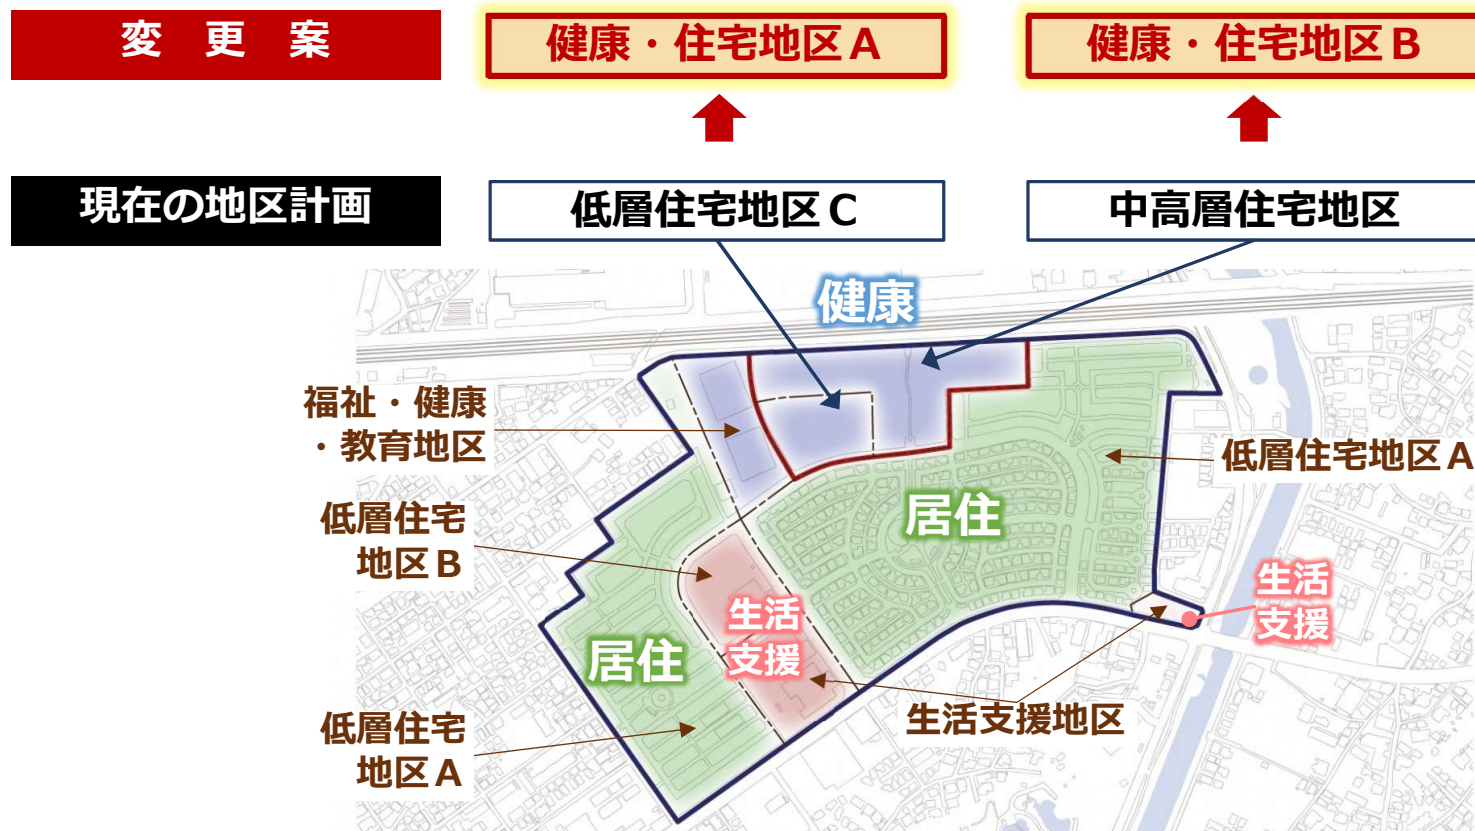 変　更　案
健康・住宅地区Ａ
健康・住宅地区Ｂ
現在の地区計画
低層住宅地区Ｃ
中高層住宅地区
健康
福祉・健康
・教育地区
低層住宅地区Ａ
居住
低層住宅
地区Ｂ
生活
支援
生活
支援
居住
生活支援地区
低層住宅
地区Ａ